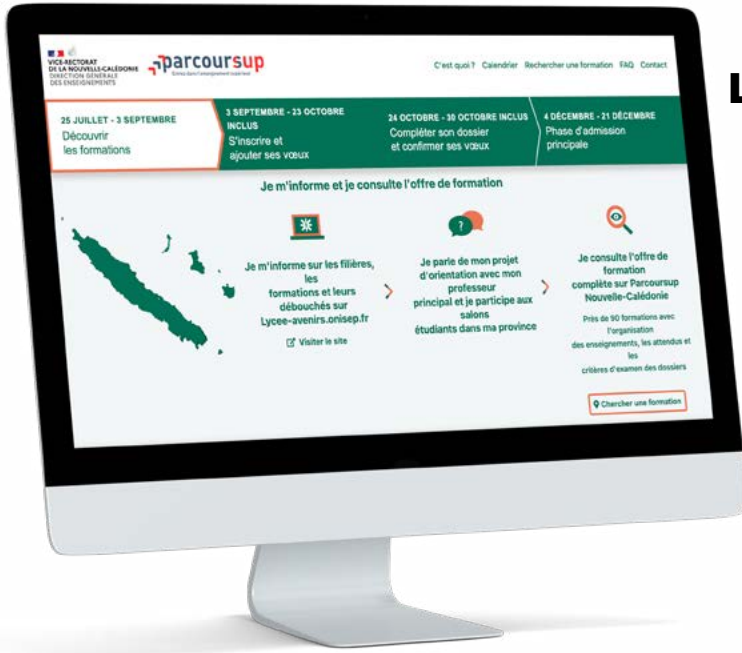 VICE-RECTORAT
DE LA NOUVELLE-CALÉDONIE
DIRECTION GÉNÉRALE
DES ENSEIGNEMENTS
parcoursup
Entrez dans l'enseignement supérieur
C'est quoi ? Calendrier Rechercher une formation FAQ Contact
L
25 JUILLET - 3 SEPTEMBRE
Découvrir
les formations
3 SEPTEMBRE - 23 OCTOBRE
INCLUS
S'inscrire et
ajouter ses vœux
24 OCTOBRE - 30 OCTOBRE INCLUS
Compléter son dossier
et confirmer ses vœux
4 DÉCEMBRE - 21 DÉCEMBRE
Phase d'admission
principale
Je m'informe et je consulte l'offre de formation
Je m'informe sur les filières,
les
formations et leurs
débouchés sur
Lycee-avenirs.onisep.fr
Visiter le site
?
Je parle de mon projet
d'orientation avec mon
professeur
principal et je participe aux
salons
étudiants dans ma province
Je consulte l'offre de
formation
complète sur Parcoursup
Nouvelle-Calédonie
Près de 90 formations avec
l'organisation
des enseignements, les attendus et
les
critères d'examen des dossiers
Chercher une formation